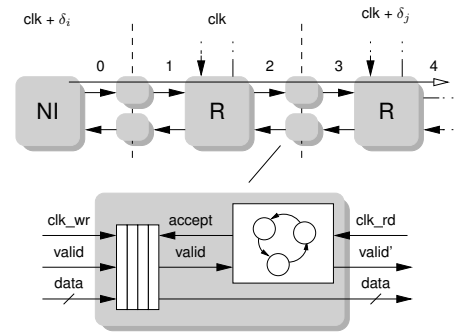 clk + δi clk clk + δj
0 1 2 3 4
NI R R
clk_wr accept clk_rd
valid valid valid'
data data